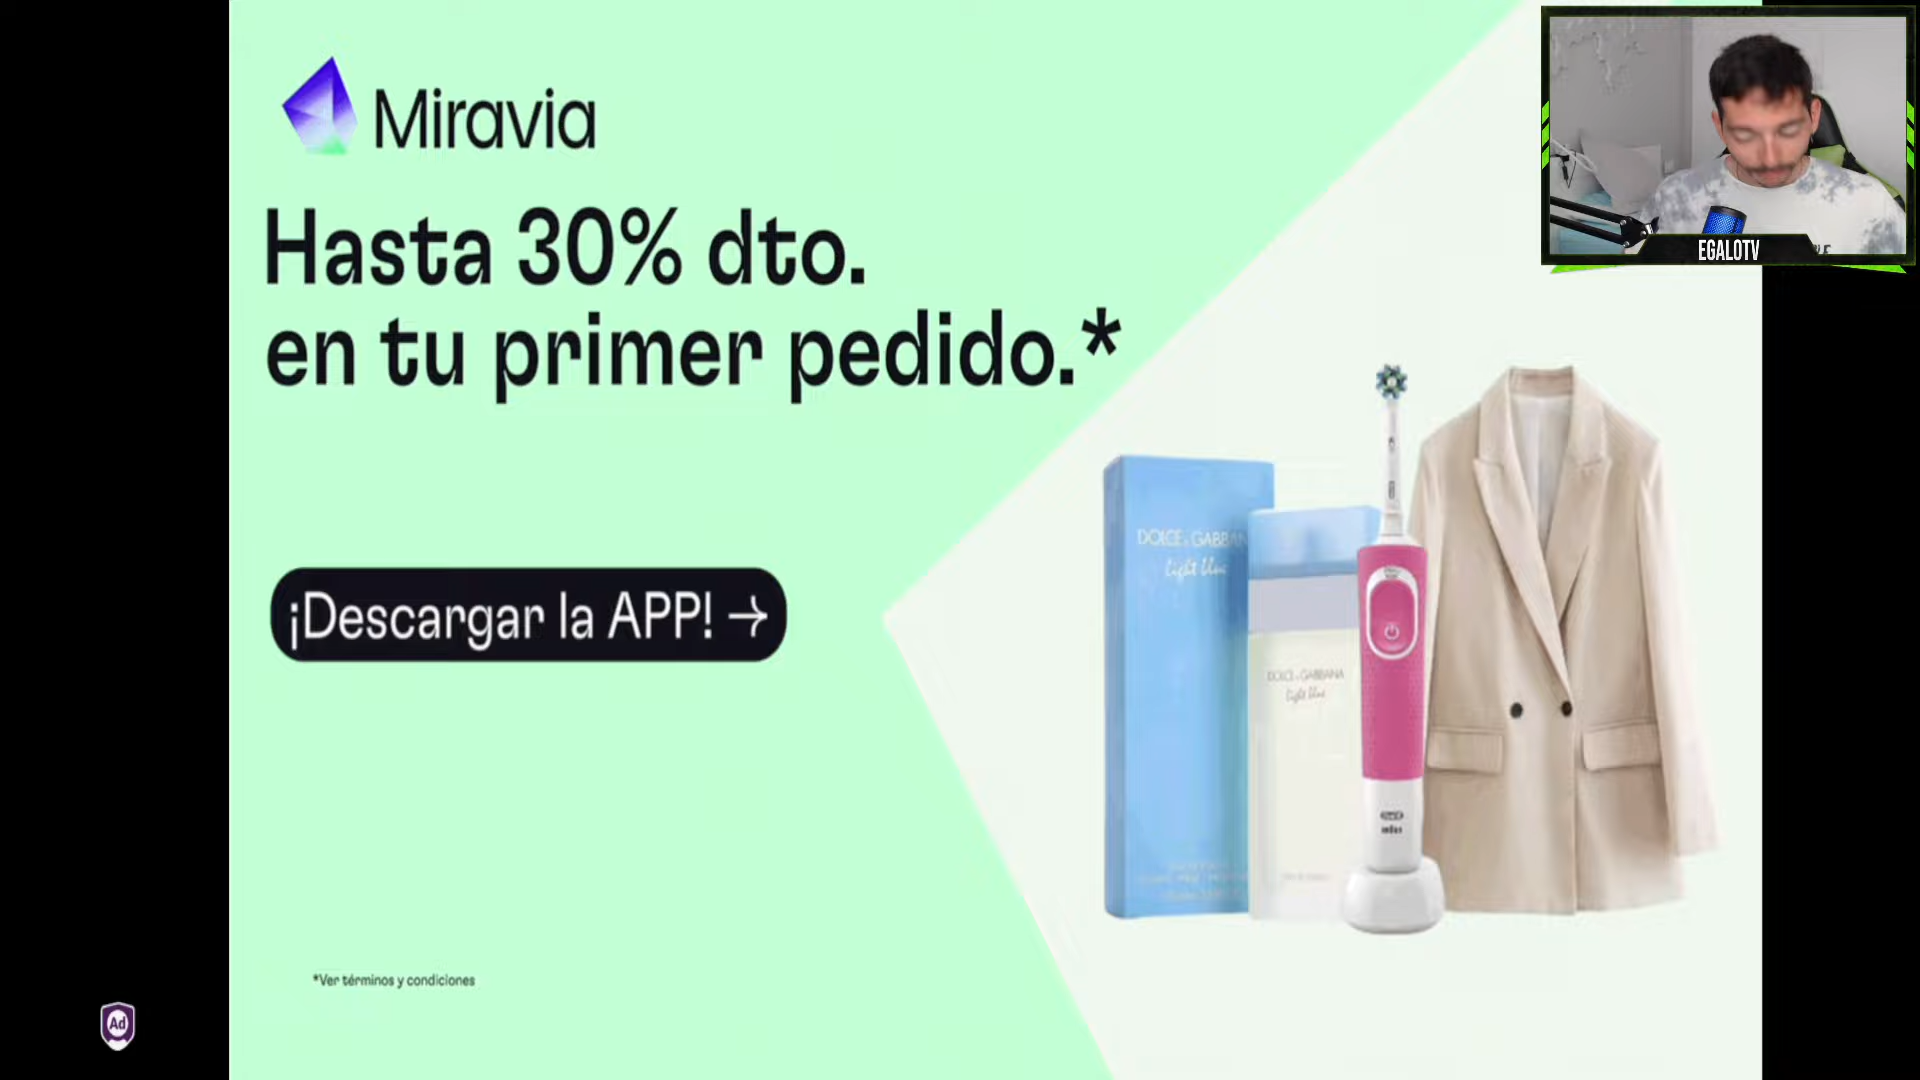 Miravia
Hasta 30% dto.
en tu primer pedido.*
¡Descargar la APP! →
*Ver términos y condiciones
EGALOTV
DOLCE & GABBAN
light blue
DOLCE & GABBANA
light blue
Ad